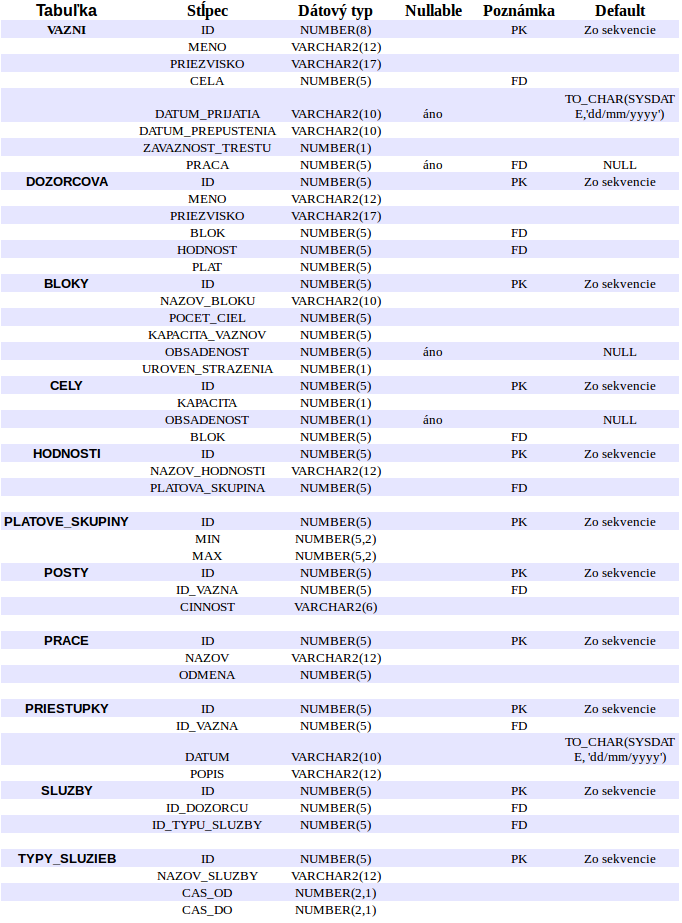 Tabuľka Stĺpec Dátový typ Nullable Poznámka Default
VAZNI ID NUMBER(8) PK Zo sekvencie
MENO VARCHAR2(12)
PRIEZVISKO VARCHAR2(17)
CELA NUMBER(5) FD
TO_CHAR(SYSDAT
DATUM_PRIJATIA VARCHAR2(10) áno E,'dd/mm/yyyy')
DATUM_PREPUSTENIA VARCHAR2(10)
ZAVAZNOST_TRESTU NUMBER(1)
PRACA NUMBER(5) áno FD NULL
DOZORCOVA ID NUMBER(5) PK Zo sekvencie
MENO VARCHAR2(12)
PRIEZVISKO VARCHAR2(17)
BLOK NUMBER(5) FD
HODNOST NUMBER(5) FD
PLAT NUMBER(5)
BLOKY ID NUMBER(5) PK Zo sekvencie
NAZOV_BLOKU VARCHAR2(10)
POCET_CIEL NUMBER(5)
KAPACITA_VAZNOV NUMBER(5)
OBSADENOST NUMBER(5) áno NULL
UROVEN_STRAZENIA NUMBER(1)
CELY ID NUMBER(5) PK Zo sekvencie
KAPACITA NUMBER(1)
OBSADENOST NUMBER(1) áno NULL
BLOK NUMBER(5) FD
HODNOSTI ID NUMBER(5) PK Zo sekvencie
NAZOV_HODNOSTI VARCHAR2(12)
PLATOVA_SKUPINA NUMBER(5) FD
PLATOVE_SKUPINY ID NUMBER(5) PK Zo sekvencie
MIN NUMBER(5,2)
MAX NUMBER(5,2)
POSTY ID NUMBER(5) PK Zo sekvencie
ID_VAZNA NUMBER(5) FD
CINNOST VARCHAR2(6)
PRACE ID NUMBER(5) PK Zo sekvencie
NAZOV VARCHAR2(12)
ODMENA NUMBER(5)
PRIESTUPKY ID NUMBER(5) PK Zo sekvencie
ID_VAZNA NUMBER(5) FD
TO_CHAR(SYSDAT
DATUM VARCHAR2(10) E, 'dd/mm/yyyy')
POPIS VARCHAR2(12)
SLUZBY ID NUMBER(5) PK Zo sekvencie
ID_DOZORCU NUMBER(5) FD
ID_TYPU_SLUZBY NUMBER(5) FD
TYPY_SLUZIEB ID NUMBER(5) PK Zo sekvencie
NAZOV_SLUZBY VARCHAR2(12)
CAS_OD NUMBER(2,1)
CAS_DO NUMBER(2,1)